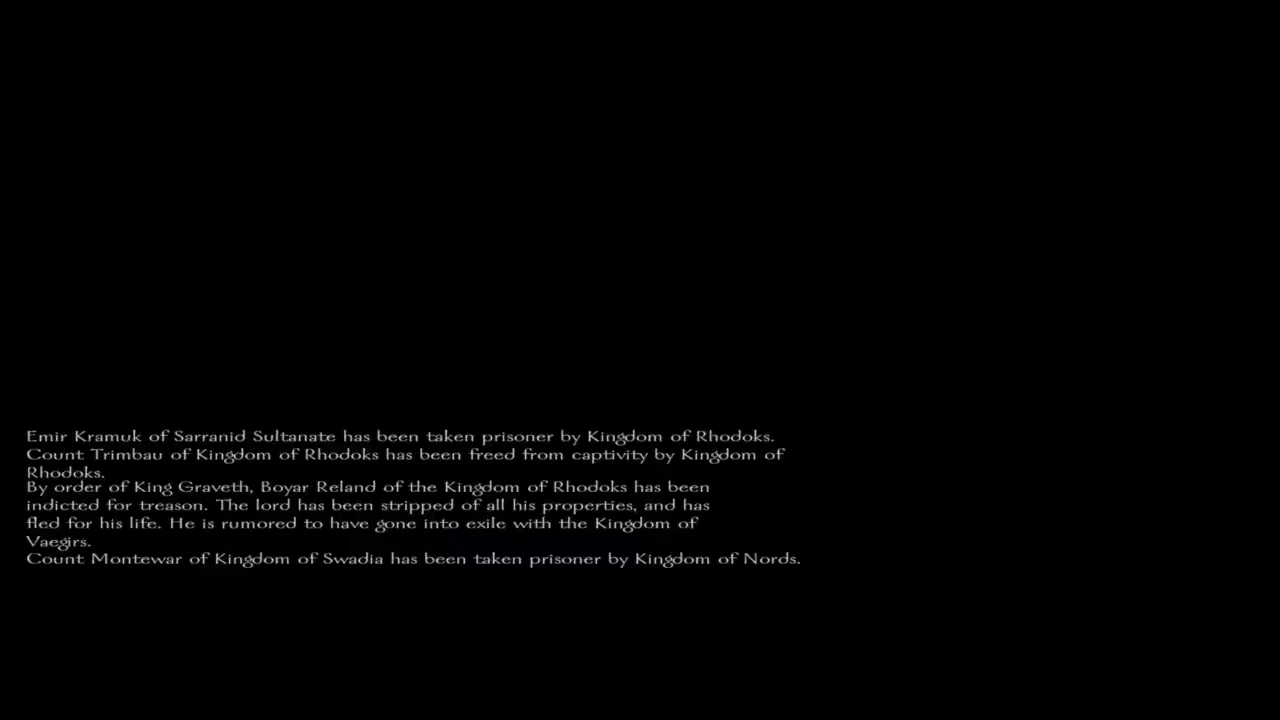 Emir Kramuk of Sarranid Sultanate has been taken prisoner by Kingdom of Rhodoks.
Count Trimbau of Kingdom of Rhodoks has been freed from captivity by Kingdom of
Rhodoks.
By order of King Graveth, Boyar Reland of the Kingdom of Rhodoks has been
indicted for treason. The lord has been stripped of all his properties, and has
fled for his life. He is rumored to have gone into exile with the Kingdom of
Vaegirs.
Count Montewar of Kingdom of Swadia has been taken prisoner by Kingdom of Nords.